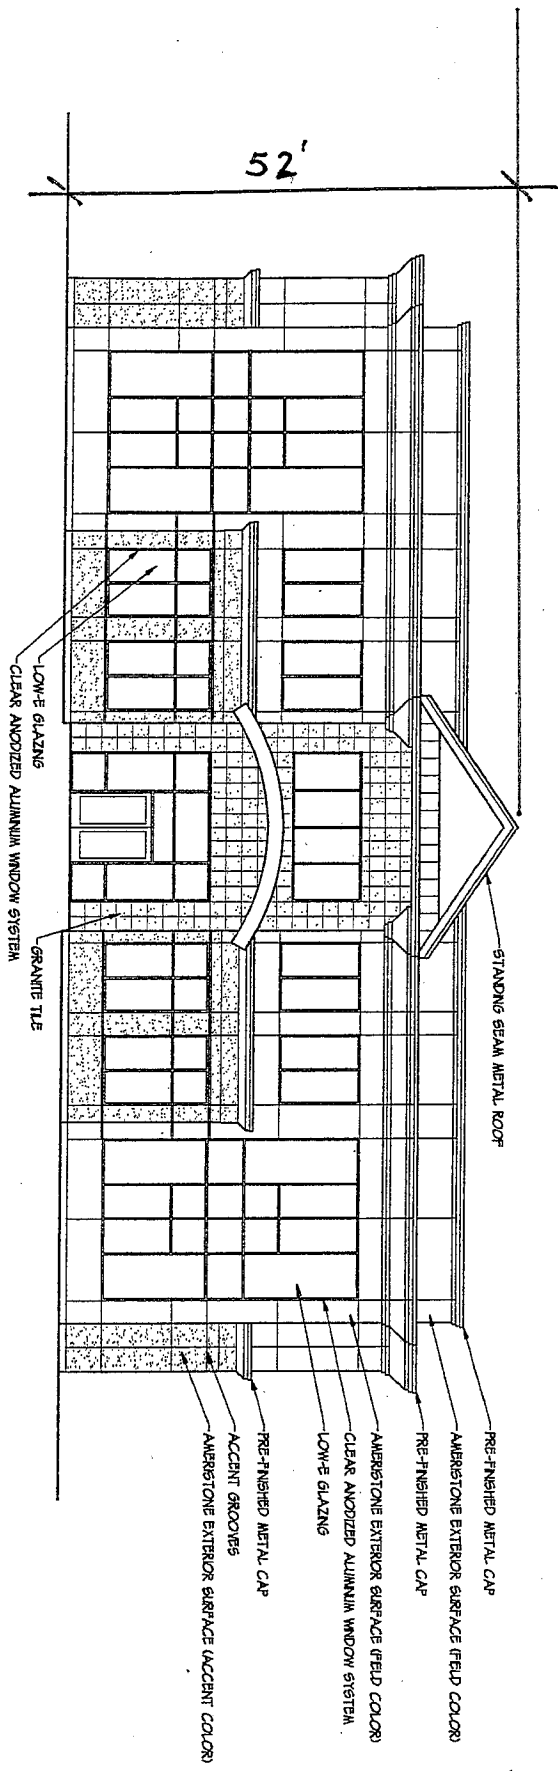 52'
STANDING SEAM METAL ROOF
PRE-FINISHED METAL CAP
AMERISTONE EXTERIOR SURFACE (FIELD COLOR)
PRE-FINISHED METAL CAP
AMERISTONE EXTERIOR SURFACE (FIELD COLOR)
CLEAR ANODIZED ALUMINUM WINDOW SYSTEM
LOW-E GLAZING
PRE-FINISHED METAL CAP
ACCENT GROOVES
AMERISTONE EXTERIOR SURFACE (ACCENT COLOR)
LOW-E GLAZING
CLEAR ANODIZED ALUMINUM WINDOW SYSTEM
GRANITE TILE